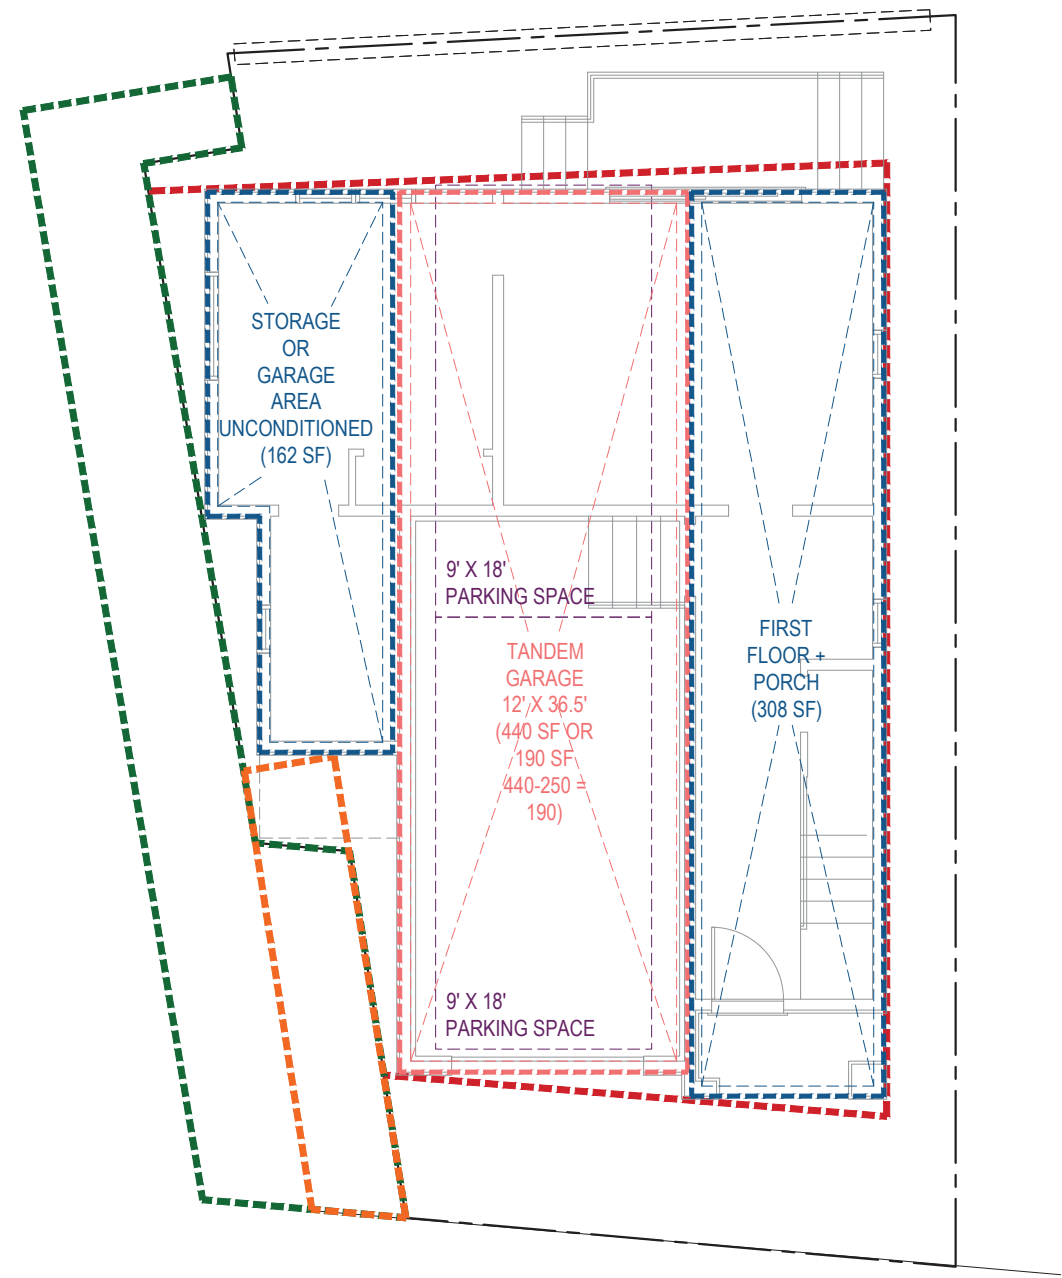 STORAGE
OR
GARAGE
AREA
UNCONDITIONED
(162 SF)
9' X 18'
PARKING SPACE
TANDEM
GARAGE
12' X 36.5'
(440 SF OR
190 SF
440-250 =
190)
FIRST
FLOOR +
PORCH
(308 SF)
9' X 18'
PARKING SPACE